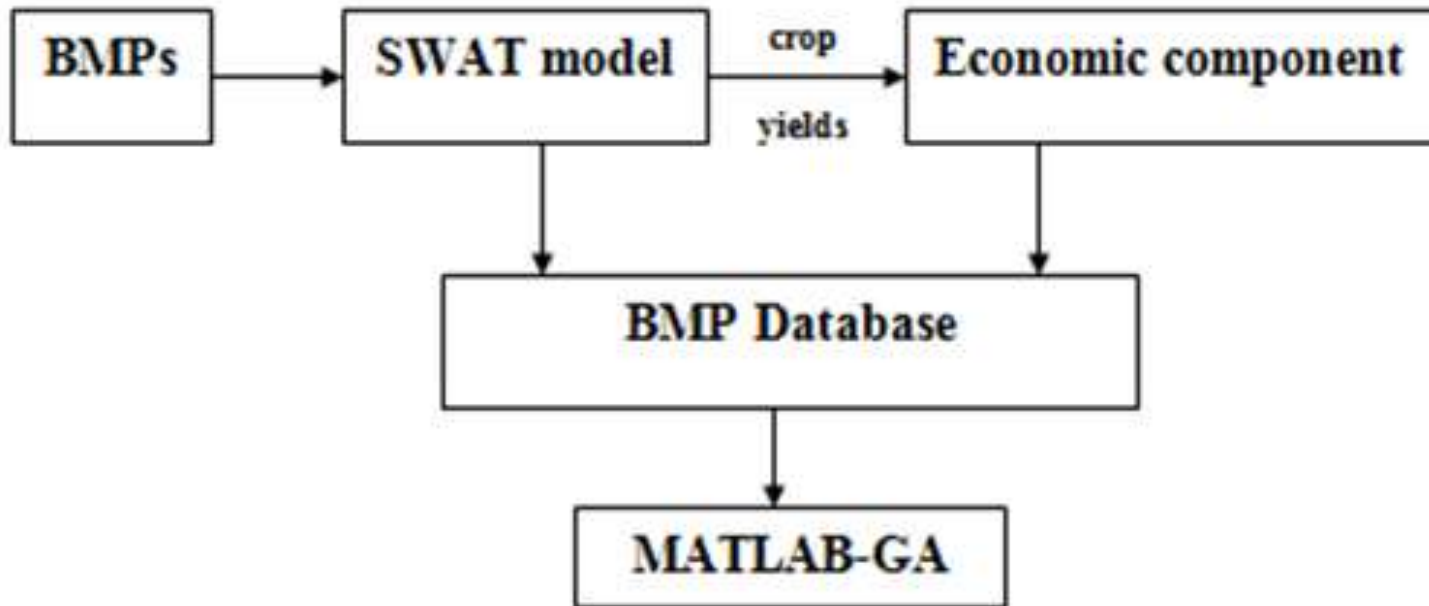 BMPs
SWAT model
crop
yields
Economic component
BMP Database
MATLAB-GA